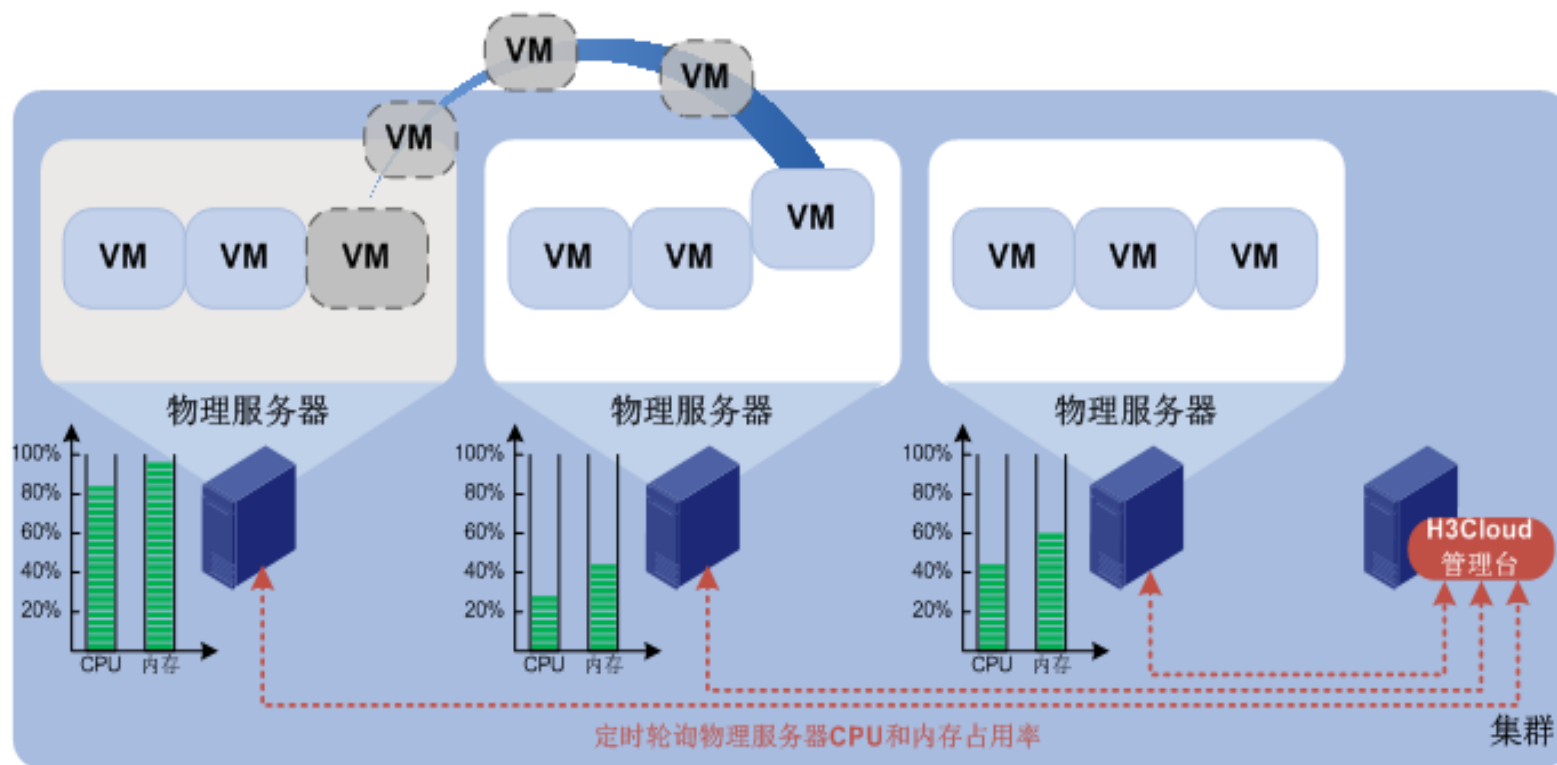 VM
VM
VM
VM VM VM
VM VM VM
VM VM VM
物理服务器
物理服务器
物理服务器
100%
80%
60%
40%
20%
CPU 内存
100%
80%
60%
40%
20%
CPU 内存
100%
80%
60%
40%
20%
CPU 内存
H3Cloud
管理台
定时轮询物理服务器CPU和内存占用率
集群